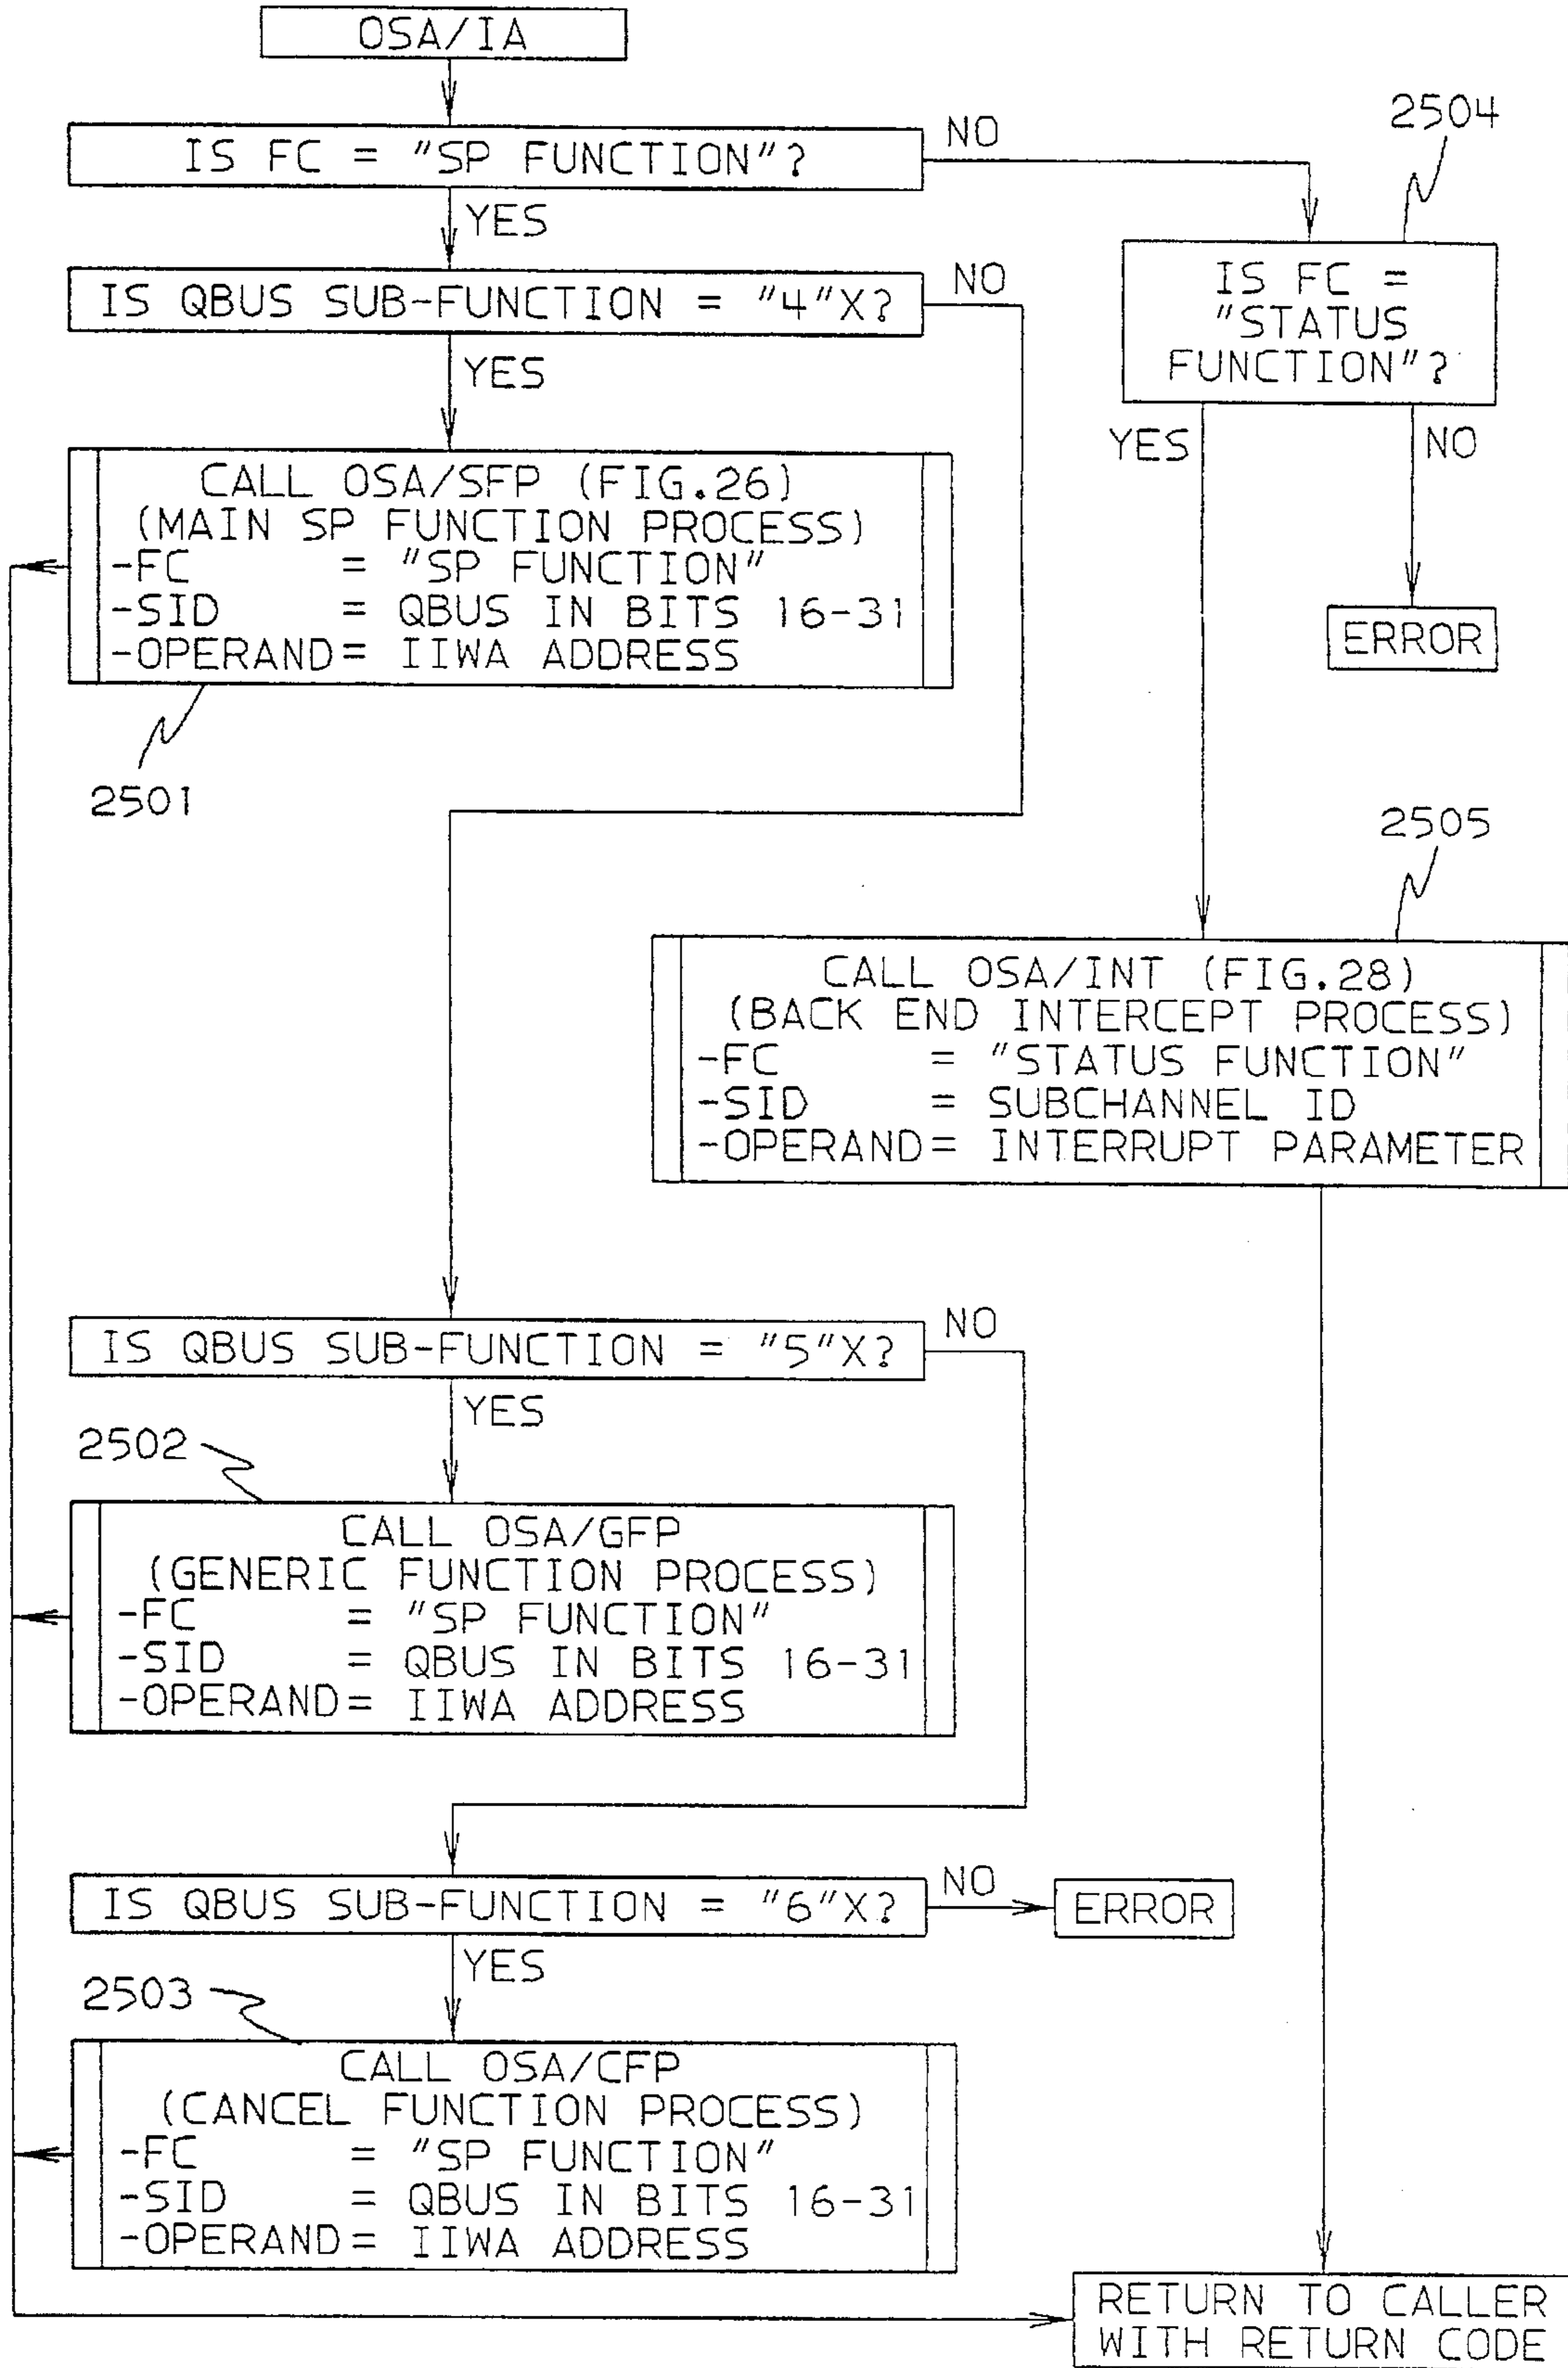 OSA/IA
IS FC = "SP FUNCTION"?
NO
2504
YES
IS QBUS SUB-FUNCTION = "4"X?
NO
IS FC =
"STATUS
FUNCTION"?
YES
YES
NO
CALL OSA/SFP (FIG.26)
(MAIN SP FUNCTION PROCESS)
-FC = "SP FUNCTION"
-SID = QBUS IN BITS 16-31
-OPERAND= IIWA ADDRESS
ERROR
2501
2505
CALL OSA/INT (FIG.28)
(BACK END INTERCEPT PROCESS)
-FC = "STATUS FUNCTION"
-SID = SUBCHANNEL ID
-OPERAND= INTERRUPT PARAMETER
IS QBUS SUB-FUNCTION = "5"X?
NO
YES
2502
CALL OSA/GFP
(GENERIC FUNCTION PROCESS)
-FC = "SP FUNCTION"
-SID = QBUS IN BITS 16-31
-OPERAND= IIWA ADDRESS
IS QBUS SUB-FUNCTION = "6"X?
NO
ERROR
YES
2503
CALL OSA/CFP
(CANCEL FUNCTION PROCESS)
-FC = "SP FUNCTION"
-SID = QBUS IN BITS 16-31
-OPERAND= IIWA ADDRESS
RETURN TO CALLER
WITH RETURN CODE